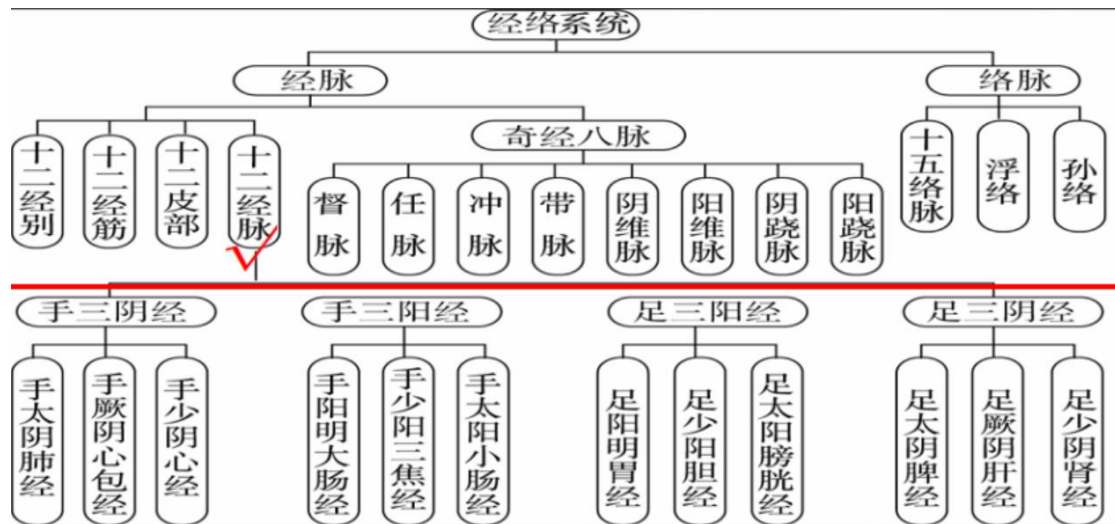 经络系统
经脉
络脉
奇经八脉
十二经别
十二经筋
十二皮部
十二经脉
督脉
任脉
冲脉
带脉
阴维脉
阳维脉
阴跷脉
阳跷脉
十五络脉
浮络
孙络
手三阴经
手三阳经
足三阳经
足三阴经
手太阴肺经
手厥阴心包经
手少阴心经
手阳明大肠经
手少阳三焦经
手太阳小肠经
足阳明胃经
足少阳胆经
足太阳膀胱经
足太阴脾经
足厥阴肝经
足少阴肾经